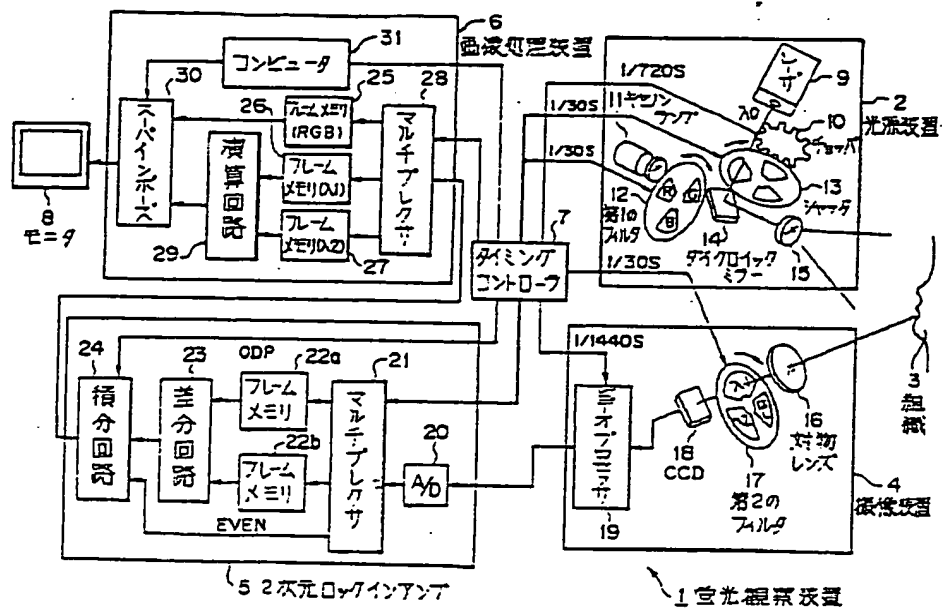 6
画像処理装置
31
コンピュータ
30
スーパインポーズ
25
フレームメモリ
(RGB)
26
フレーム
メモリ(λ1)
フレーム
メモリ(λ2)
27
28
マルチプレクサ
演算回路
29
8
モニタ
7
タイミング
コントローラ
1/720S
1/30S
1/30S
1/30S
1/1440S
11キセノン
ランプ
レーザ
9
λ0
10
チョッパ
2
光源装置
12
第1の
フィルタ
R
G
B
13
シャッタ
14
ダイクロイック
ミラー
15
3
組織
24
積分回路
23
差分回路
ODP
22a
フレーム
メモリ
22b
フレーム
メモリ
EVEN
21
マルチ・プレクサ
20
A/D
5 2次元ロックインアンプ
19
18
CCD
17
第2の
フィルタ
16
対物
レンズ
4
撮像装置
1 蛍光観察装置